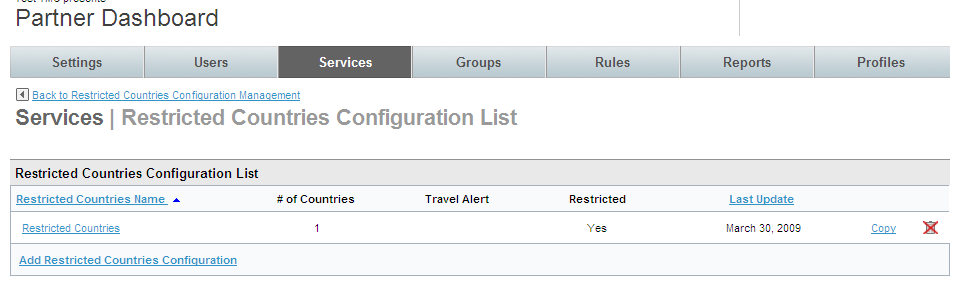 Partner Dashboard
Settings Users Services Groups Rules Reports Profiles
Back to Restricted Countries Configuration Management
Services | Restricted Countries Configuration List
Restricted Countries Configuration List
Restricted Countries Name # of Countries Travel Alert Restricted Last Update
Restricted Countries 1 Yes March 30, 2009 Copy
Add Restricted Countries Configuration